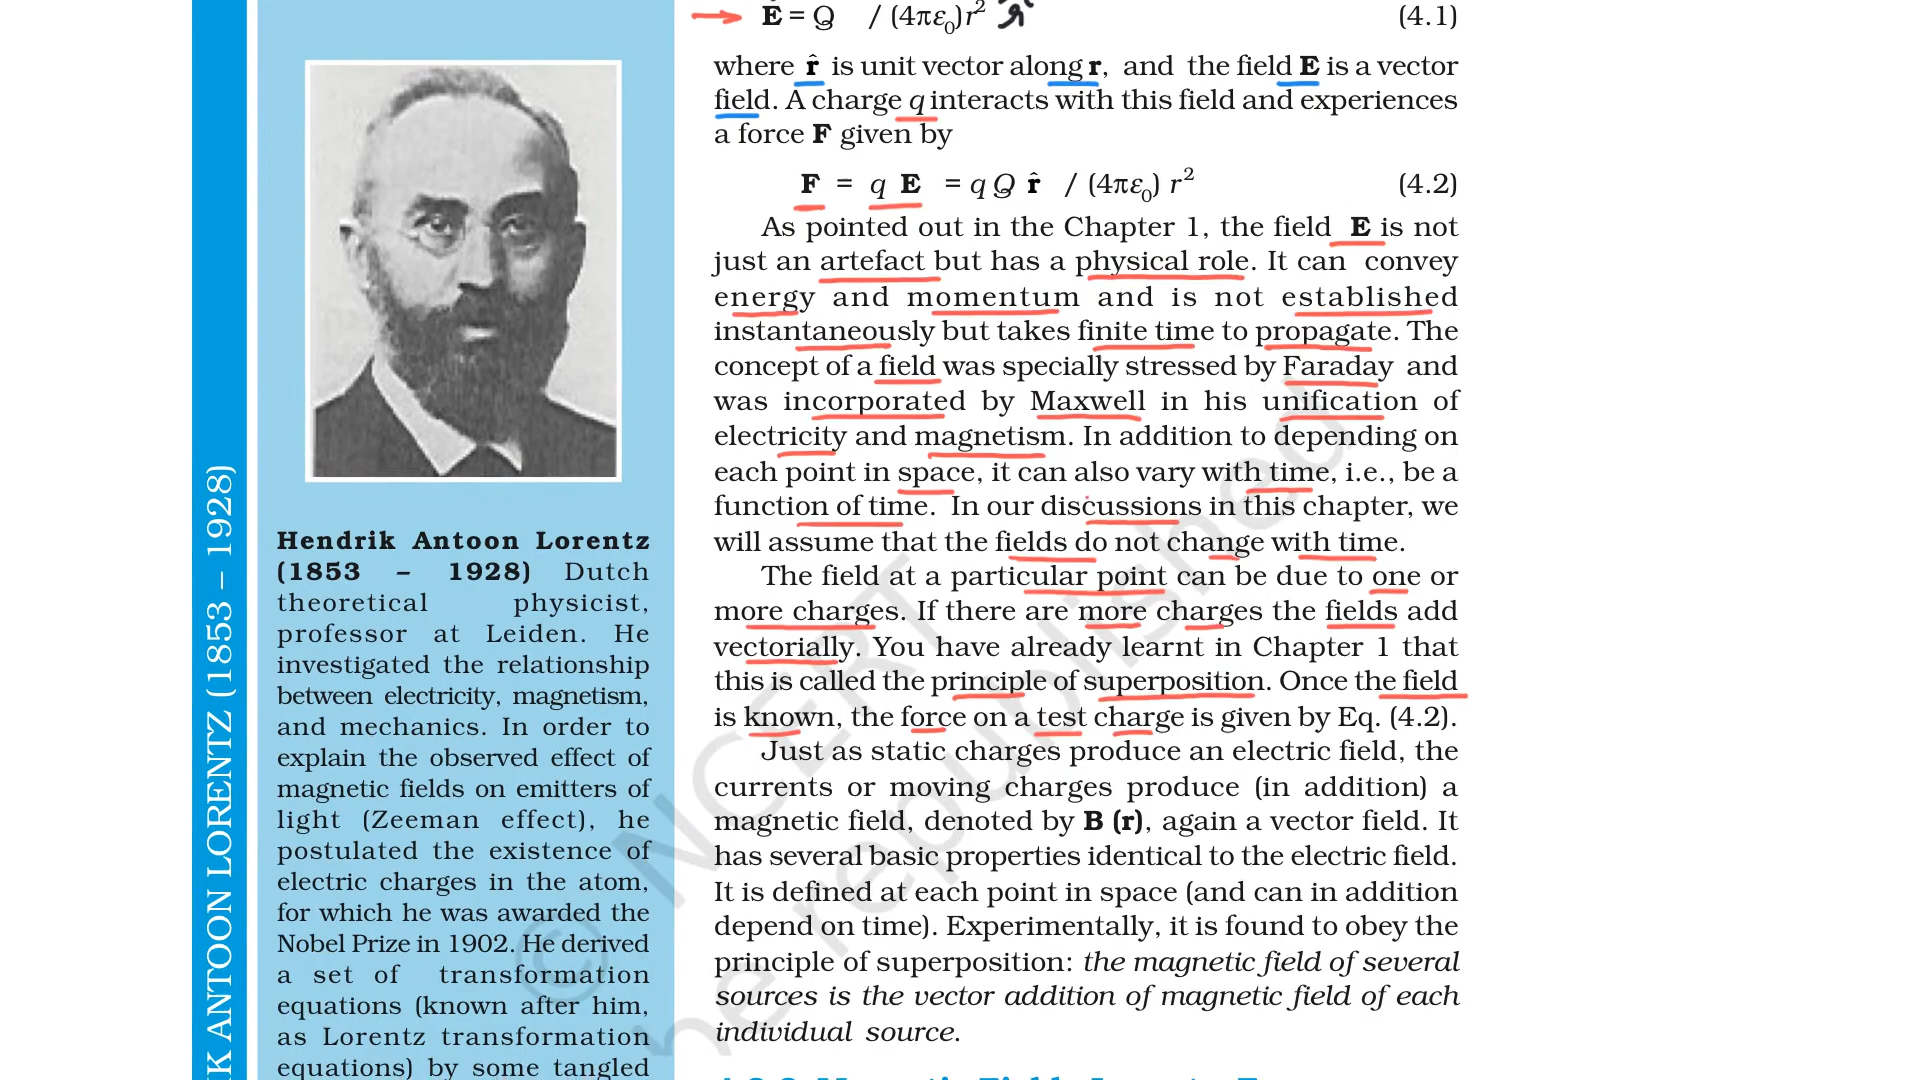 IK ANTOON LORENTZ (1853 – 1928)
Hendrik Antoon Lorentz
(1853 – 1928) Dutch
theoretical physicist,
professor at Leiden. He
investigated the relationship
between electricity, magnetism,
and mechanics. In order to
explain the observed effect of
magnetic fields on emitters of
light (Zeeman effect), he
postulated the existence of
electric charges in the atom,
for which he was awarded the
Nobel Prize in 1902. He derived
a set of transformation
equations (known after him,
as Lorentz transformation
equations) by some tangled
E = Q / (4πε₀)r² r̂ (4.1)
where r̂ is unit vector along r, and the field E is a vector
field. A charge q interacts with this field and experiences
a force F given by
F = q E = q Q r̂ / (4πε₀) r² (4.2)
As pointed out in the Chapter 1, the field E is not
just an artefact but has a physical role. It can convey
energy and momentum and is not established
instantaneously but takes finite time to propagate. The
concept of a field was specially stressed by Faraday and
was incorporated by Maxwell in his unification of
electricity and magnetism. In addition to depending on
each point in space, it can also vary with time, i.e., be a
function of time. In our discussions in this chapter, we
will assume that the fields do not change with time.
The field at a particular point can be due to one or
more charges. If there are more charges the fields add
vectorially. You have already learnt in Chapter 1 that
this is called the principle of superposition. Once the field
is known, the force on a test charge is given by Eq. (4.2).
Just as static charges produce an electric field, the
currents or moving charges produce (in addition) a
magnetic field, denoted by B (r), again a vector field. It
has several basic properties identical to the electric field.
It is defined at each point in space (and can in addition
depend on time). Experimentally, it is found to obey the
principle of superposition: the magnetic field of several
sources is the vector addition of magnetic field of each
individual source.
© NCERT
be republished